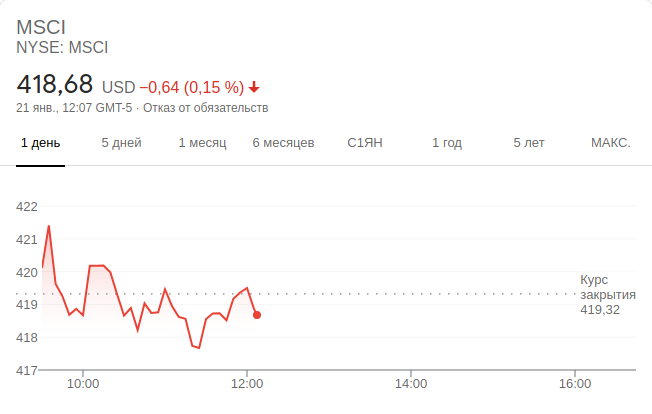 MSCI
NYSE: MSCI
418,68 USD −0,64 (0,15 %)
21 янв., 12:07 GMT-5 · Отказ от обязательств
1 день 5 дней 1 месяц 6 месяцев С1ЯН 1 год 5 лет МАКС.
422
421
420
419
418
417
Курс
закрытия
419,32
10:00 12:00 14:00 16:00